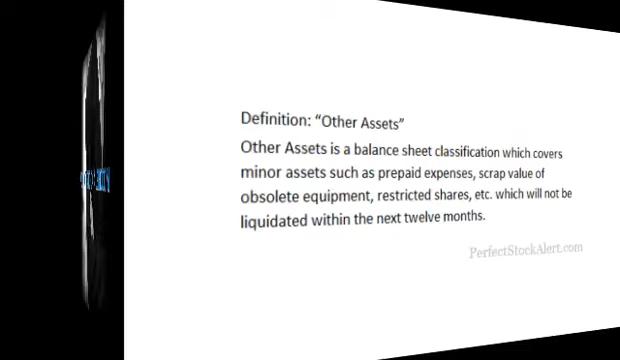 Definition: “Other Assets”
Other Assets is a balance sheet classification which covers
minor assets such as prepaid expenses, scrap value of
obsolete equipment, restricted shares, etc. which will not be
liquidated within the next twelve months.
PerfectStockAlert.com